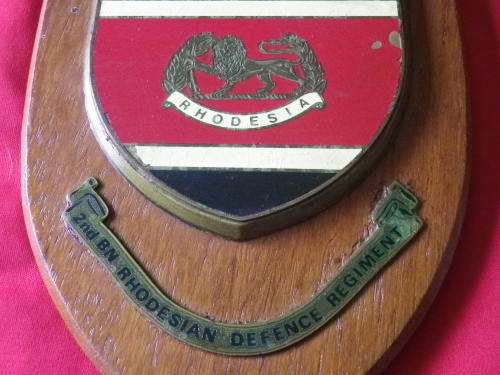 RHODESIA
2nd BN RHODESIAN DEFENCE REGIMENT